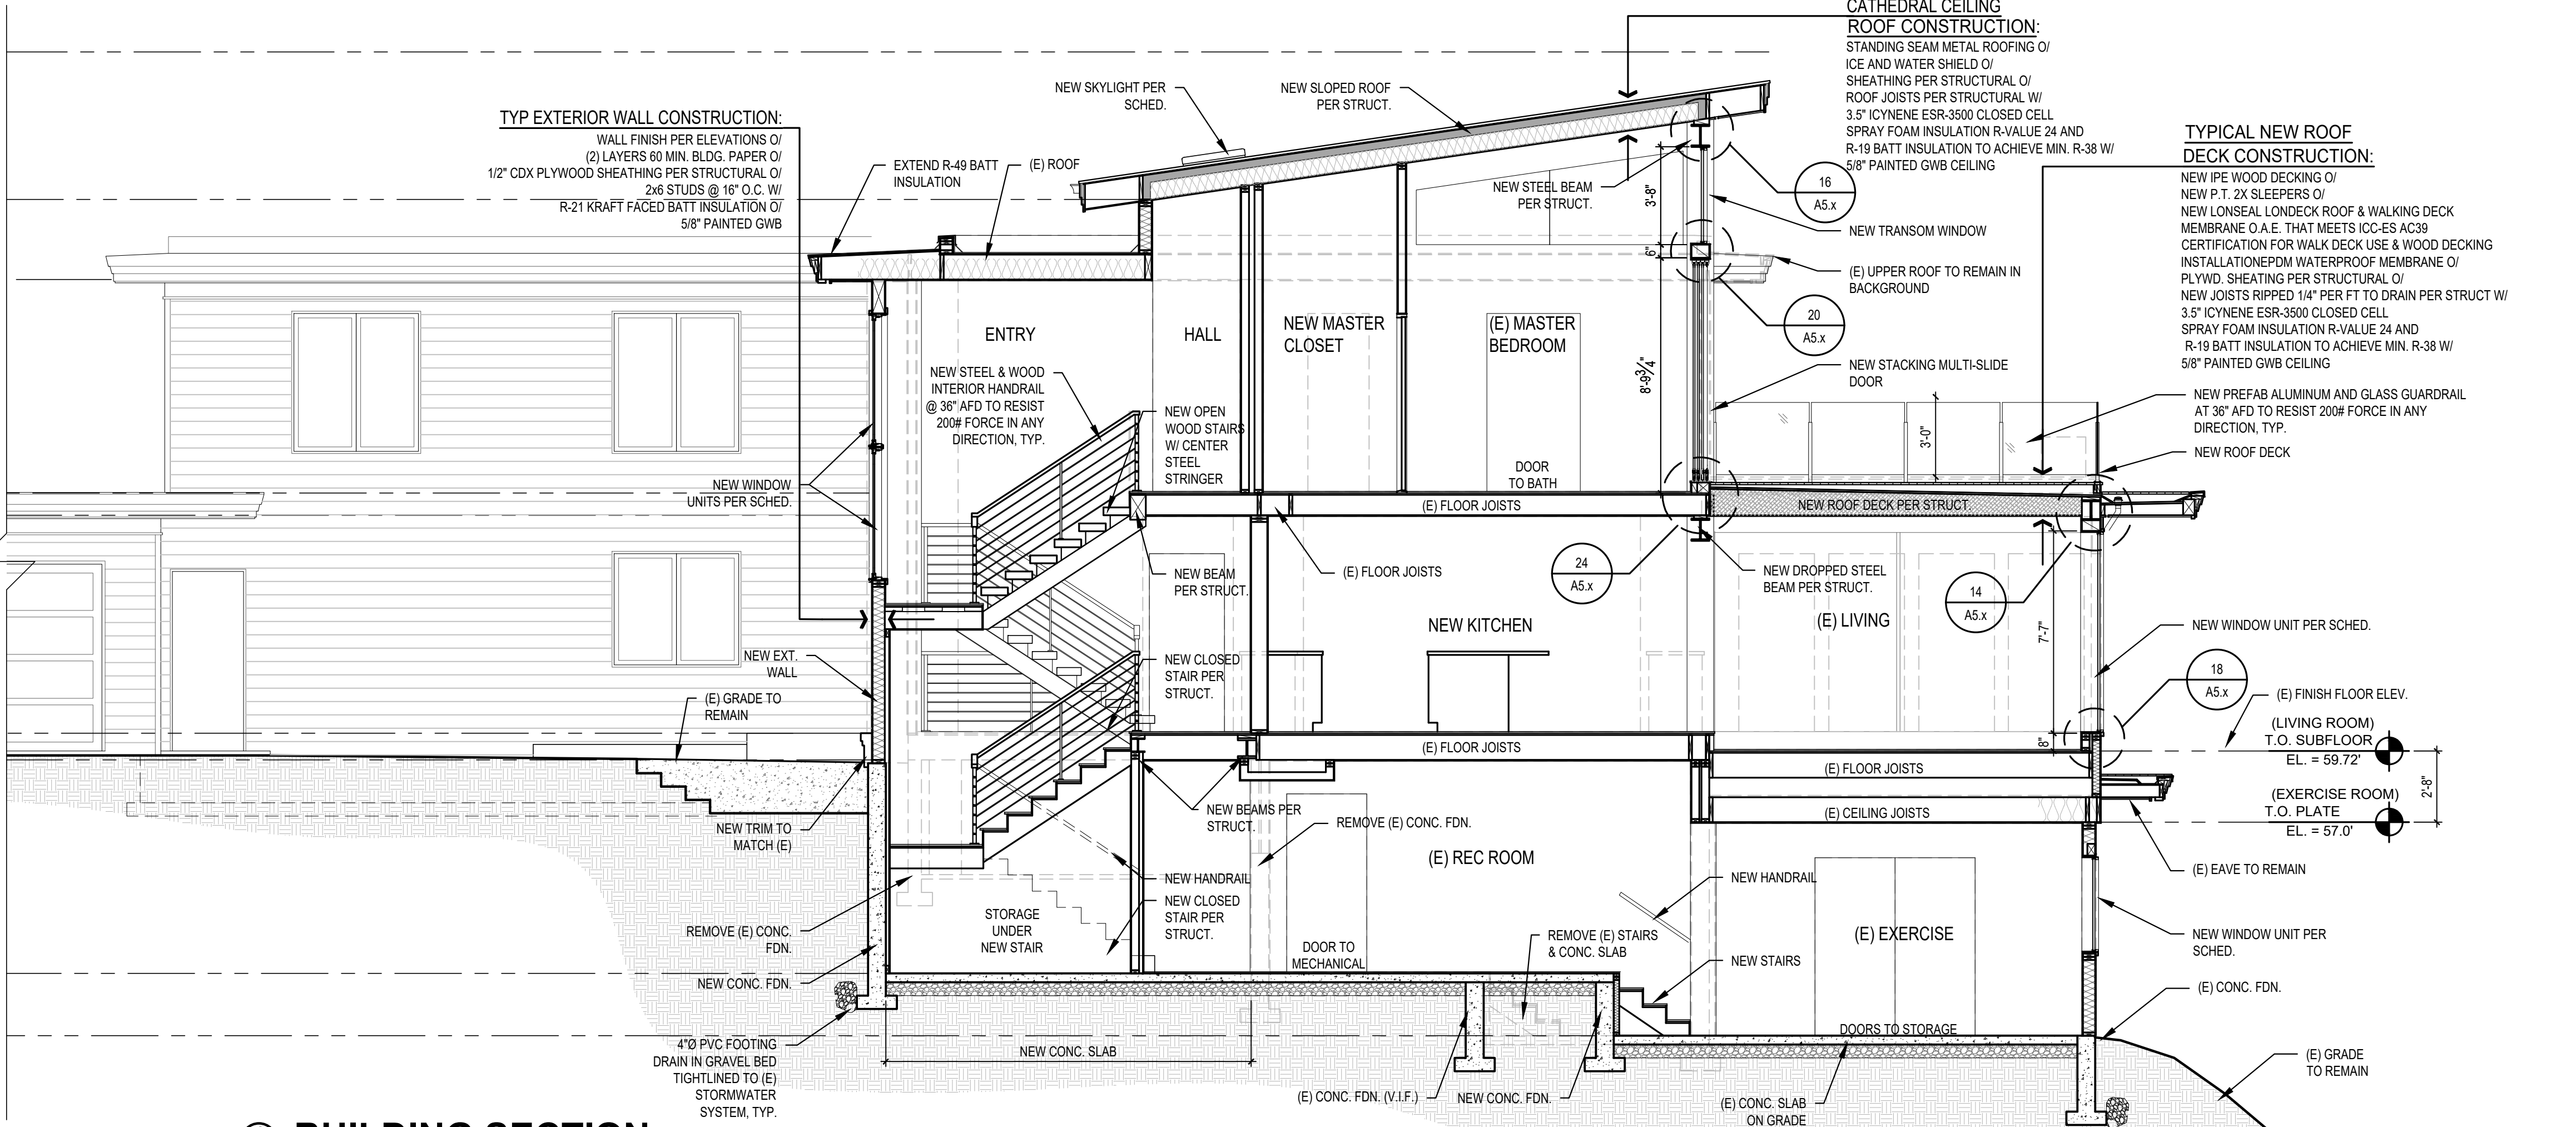 CATHEDRAL CEILING
ROOF CONSTRUCTION:
STANDING SEAM METAL ROOFING O/
ICE AND WATER SHIELD O/
SHEATHING PER STRUCTURAL O/
ROOF JOISTS PER STRUCTURAL W/
3.5" ICYNENE ESR-3500 CLOSED CELL
SPRAY FOAM INSULATION R-VALUE 24 AND
R-19 BATT INSULATION TO ACHIEVE MIN. R-38 W/
5/8" PAINTED GWB CEILING
TYPICAL NEW ROOF
DECK CONSTRUCTION:
NEW IPE WOOD DECKING O/
NEW P.T. 2X SLEEPERS O/
NEW LONSEAL LONDECK ROOF & WALKING DECK
MEMBRANE O.A.E. THAT MEETS ICC-ES AC39
CERTIFICATION FOR WALK DECK USE & WOOD DECKING
INSTALLATIONEPDM WATERPROOF MEMBRANE O/
PLYWD. SHEATING PER STRUCTURAL O/
NEW JOISTS RIPPED 1/4" PER FT TO DRAIN PER STRUCT W/
3.5" ICYNENE ESR-3500 CLOSED CELL
SPRAY FOAM INSULATION R-VALUE 24 AND
R-19 BATT INSULATION TO ACHIEVE MIN. R-38 W/
5/8" PAINTED GWB CEILING
TYP EXTERIOR WALL CONSTRUCTION:
WALL FINISH PER ELEVATIONS O/
(2) LAYERS 60 MIN. BLDG. PAPER O/
1/2" CDX PLYWOOD SHEATHING PER STRUCTURAL O/
2x6 STUDS @ 16" O.C. W/
R-21 KRAFT FACED BATT INSULATION O/
5/8" PAINTED GWB
NEW SKYLIGHT PER
SCHED.
NEW SLOPED ROOF
PER STRUCT.
EXTEND R-49 BATT
INSULATION
(E) ROOF
NEW STEEL BEAM
PER STRUCT.
3'-8"
16
A5.x
NEW TRANSOM WINDOW
6"
(E) UPPER ROOF TO REMAIN IN
BACKGROUND
20
A5.x
ENTRY
HALL
NEW MASTER
CLOSET
(E) MASTER
BEDROOM
8'-9 3/4"
NEW STACKING MULTI-SLIDE
DOOR
NEW STEEL & WOOD
INTERIOR HANDRAIL
@ 36" AFD TO RESIST
200# FORCE IN ANY
DIRECTION, TYP.
NEW OPEN
WOOD STAIRS
W/ CENTER
STEEL
STRINGER
DOOR
TO BATH
3'-0"
NEW PREFAB ALUMINUM AND GLASS GUARDRAIL
AT 36" AFD TO RESIST 200# FORCE IN ANY
DIRECTION, TYP.
NEW ROOF DECK
NEW WINDOW
UNITS PER SCHED.
(E) FLOOR JOISTS
NEW ROOF DECK PER STRUCT.
NEW BEAM
PER STRUCT.
(E) FLOOR JOISTS
24
A5.x
NEW DROPPED STEEL
BEAM PER STRUCT.
14
A5.x
NEW KITCHEN
(E) LIVING
7'-7"
NEW WINDOW UNIT PER SCHED.
18
A5.x
NEW EXT.
WALL
NEW CLOSED
STAIR PER
STRUCT.
(E) GRADE TO
REMAIN
(E) FINISH FLOOR ELEV.
(LIVING ROOM)
T.O. SUBFLOOR
EL. = 59.72'
(E) FLOOR JOISTS
8"
(E) FLOOR JOISTS
2'-8"
(EXERCISE ROOM)
T.O. PLATE
EL. = 57.0'
(E) CEILING JOISTS
NEW TRIM TO
MATCH (E)
NEW BEAMS PER
STRUCT.
REMOVE (E) CONC. FDN.
(E) REC ROOM
(E) EAVE TO REMAIN
NEW HANDRAIL
NEW CLOSED
STAIR PER
STRUCT.
NEW HANDRAIL
STORAGE
UNDER
NEW STAIR
REMOVE (E) CONC.
FDN.
DOOR TO
MECHANICAL
REMOVE (E) STAIRS
& CONC. SLAB
NEW STAIRS
(E) EXERCISE
NEW WINDOW UNIT PER
SCHED.
NEW CONC. FDN.
(E) CONC. FDN.
DOORS TO STORAGE
4"Ø PVC FOOTING
DRAIN IN GRAVEL BED
TIGHTLINED TO (E)
STORMWATER
SYSTEM, TYP.
NEW CONC. SLAB
(E) CONC. FDN. (V.I.F.)
NEW CONC. FDN.
(E) CONC. SLAB
ON GRADE
(E) GRADE
TO REMAIN
BUILDING SECTION